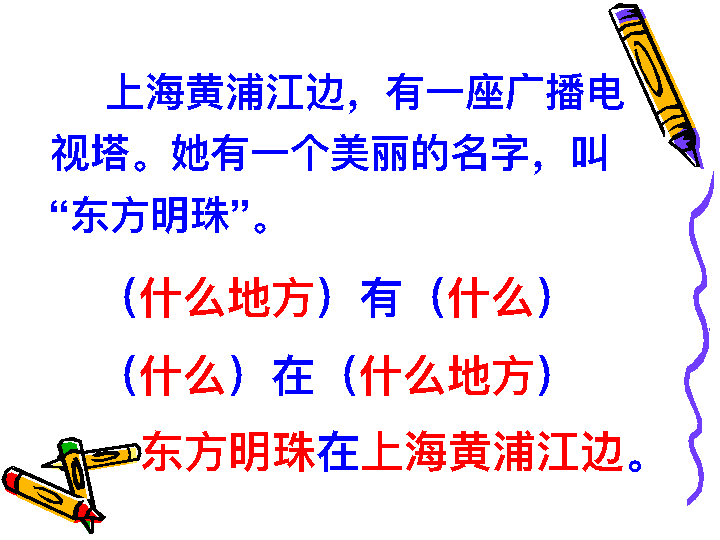 上海黄浦江边，有一座广播电
视塔。她有一个美丽的名字，叫
“东方明珠”。
（什么地方）有（什么）
（什么）在（什么地方）
东方明珠在上海黄浦江边。